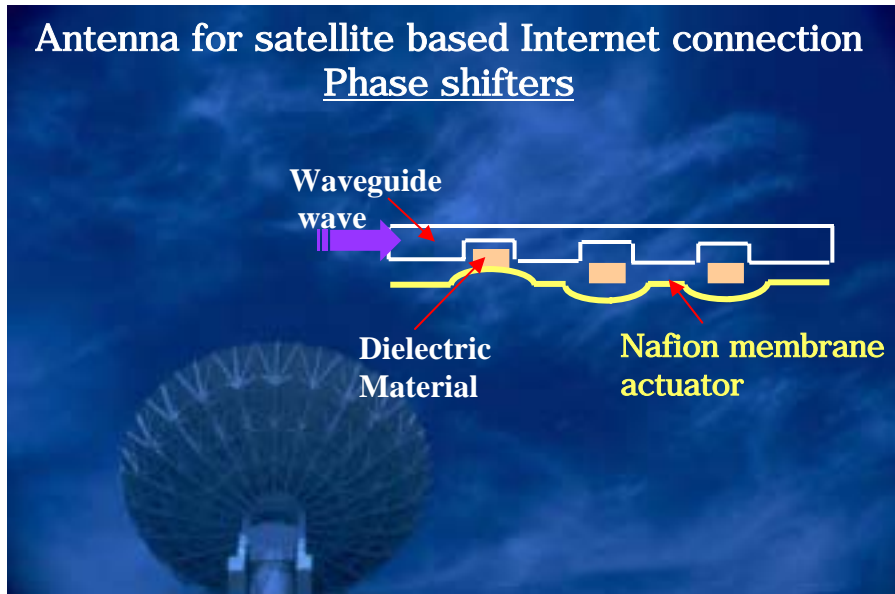 Antenna for satellite based Internet connection
Phase shifters
Waveguide
wave
Dielectric
Material
Nafion membrane
actuator